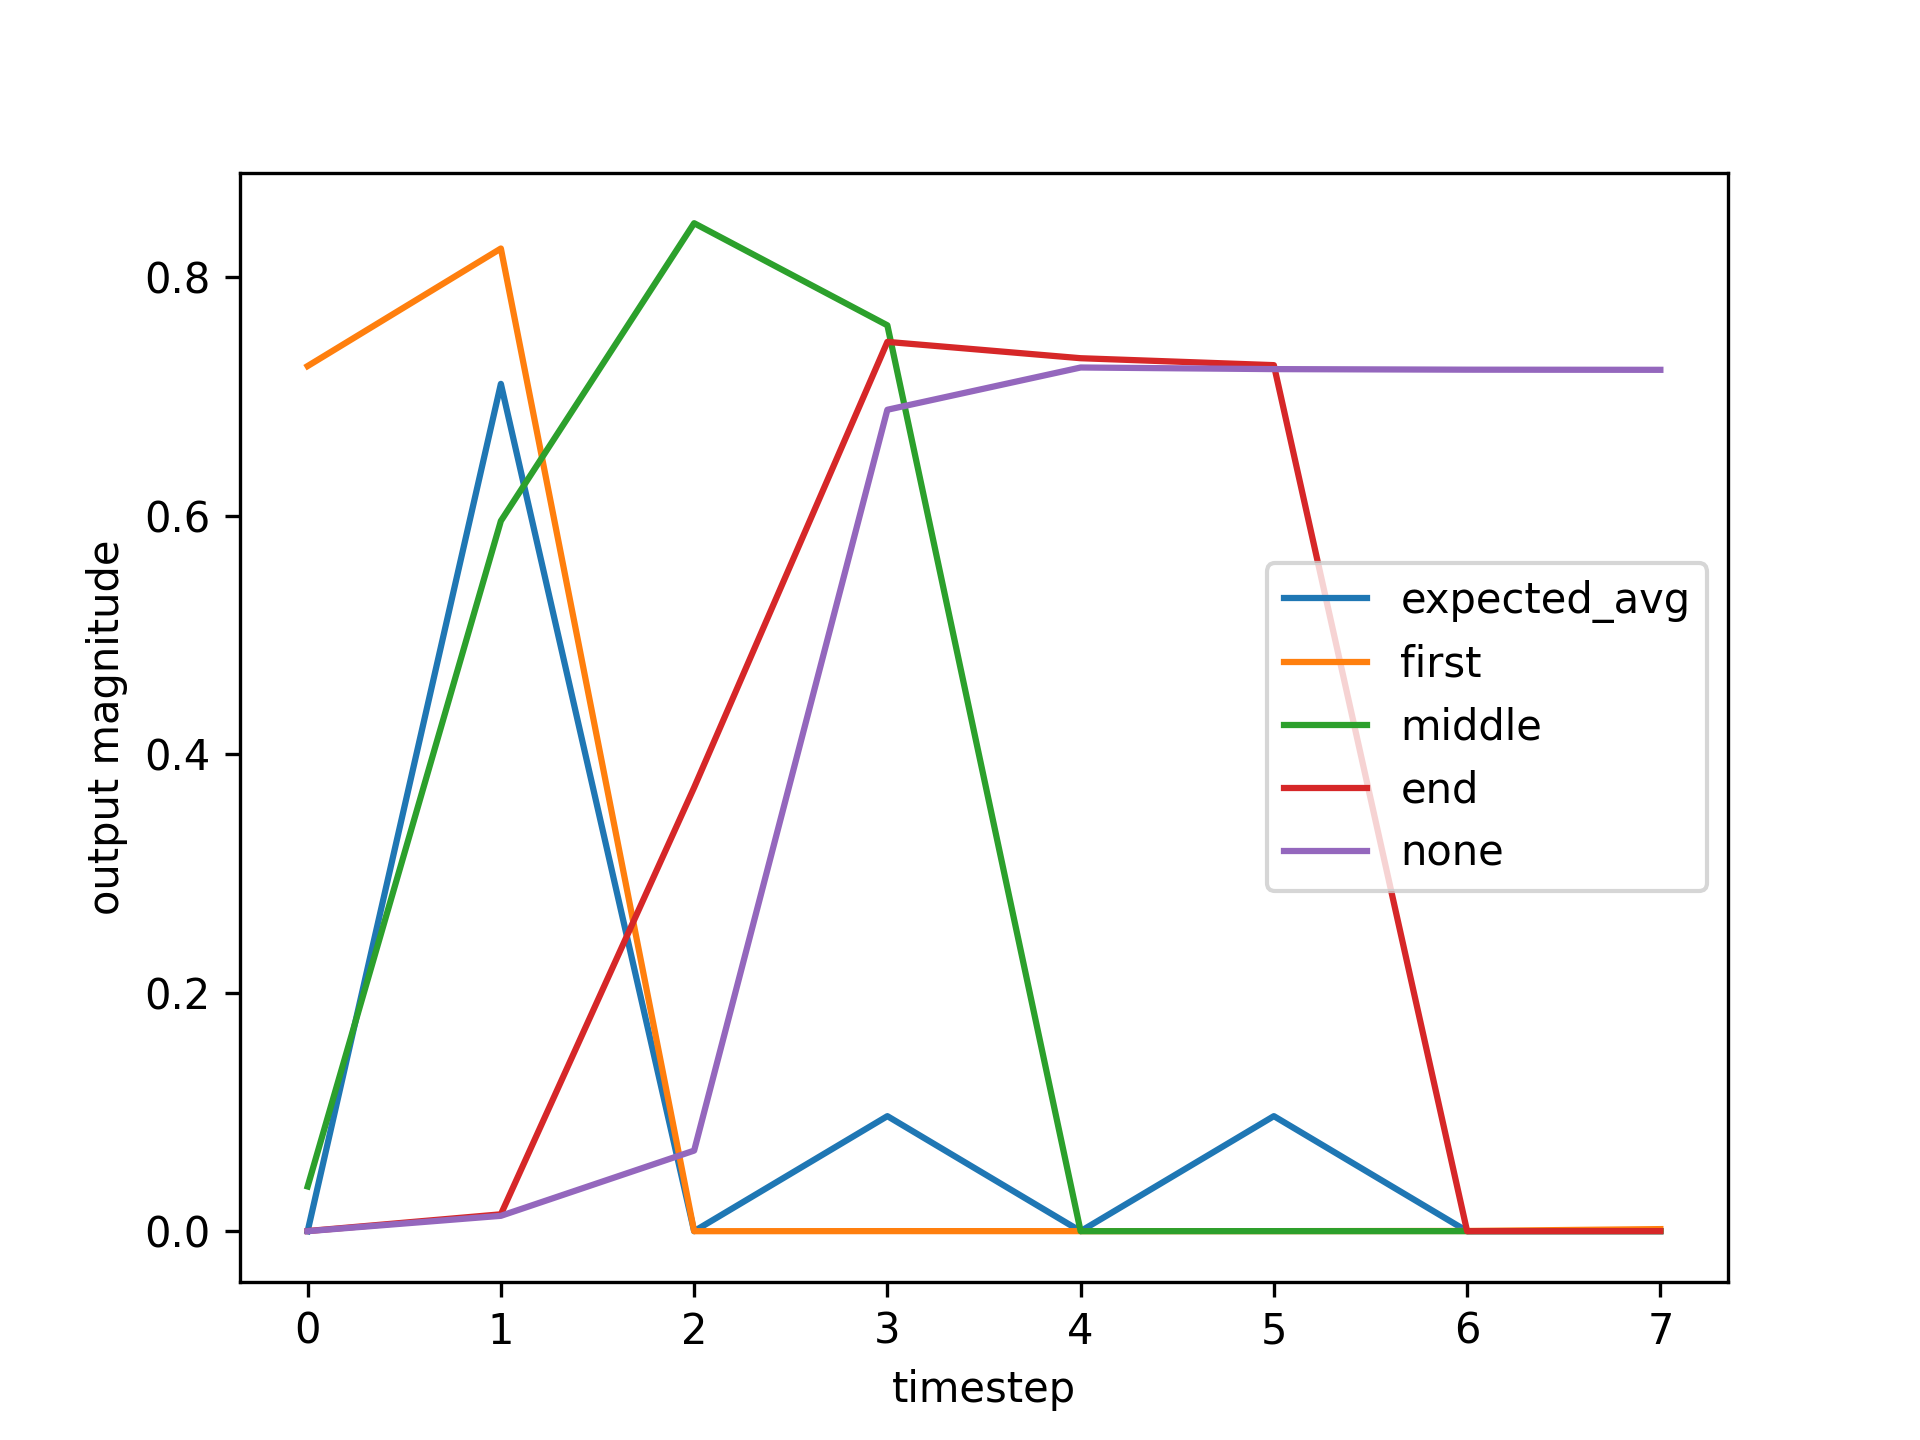 0.8
0.6
0.4
0.2
0.0
output magnitude
expected_avg
first
middle
end
none
0 1 2 3 4 5 6 7
timestep